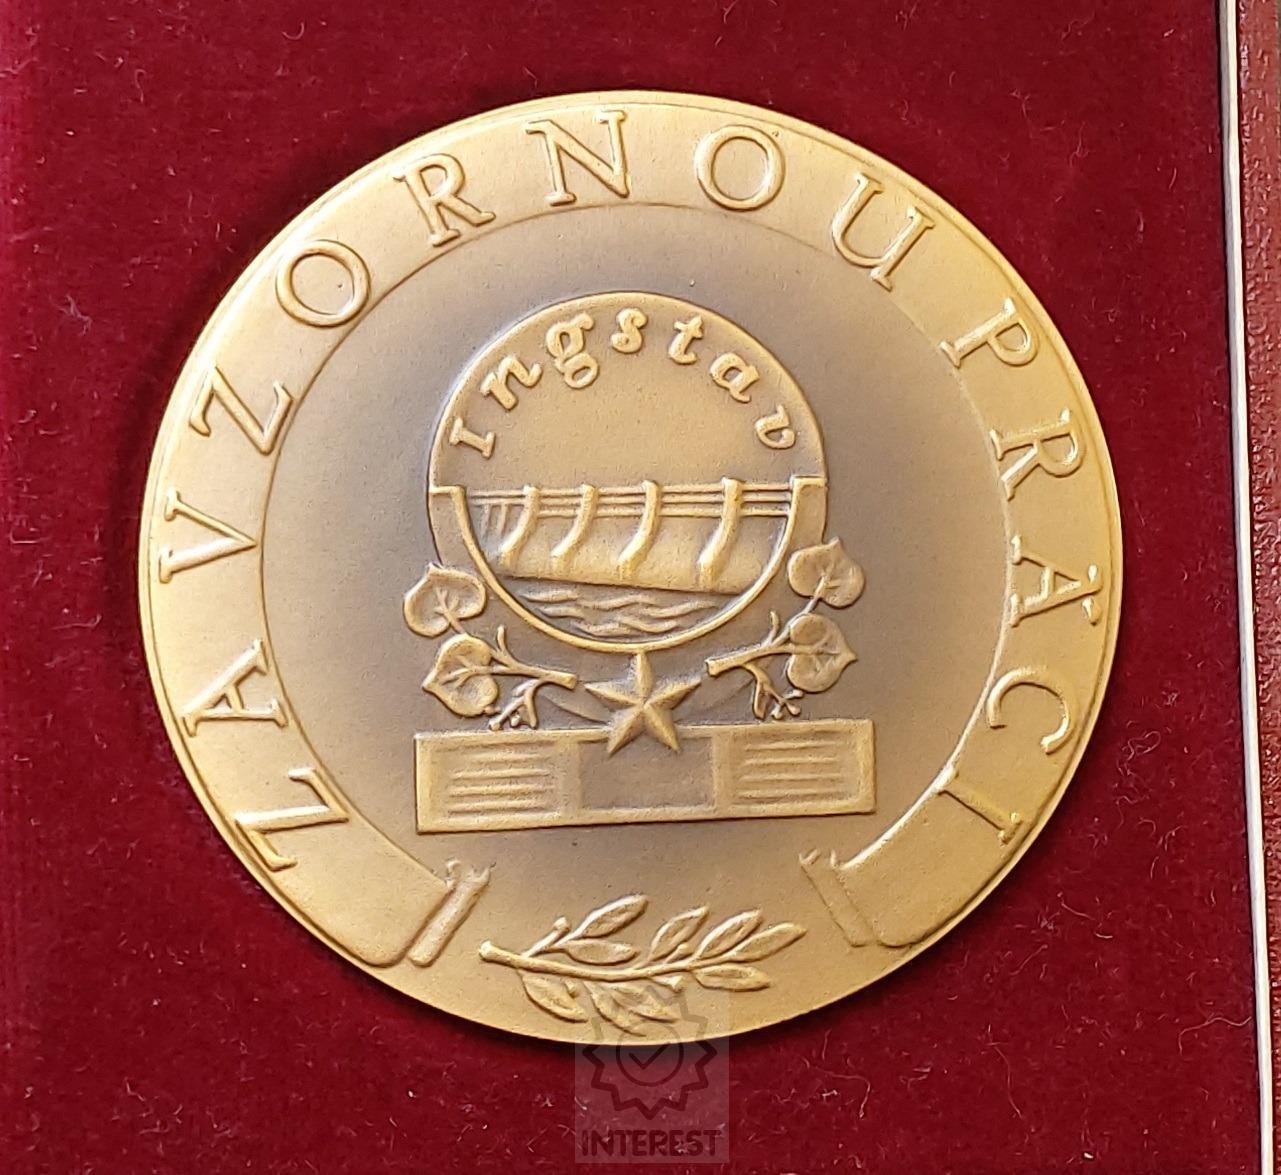 ZA VZORNOU PRÁCI
Ingstav
INTEREST